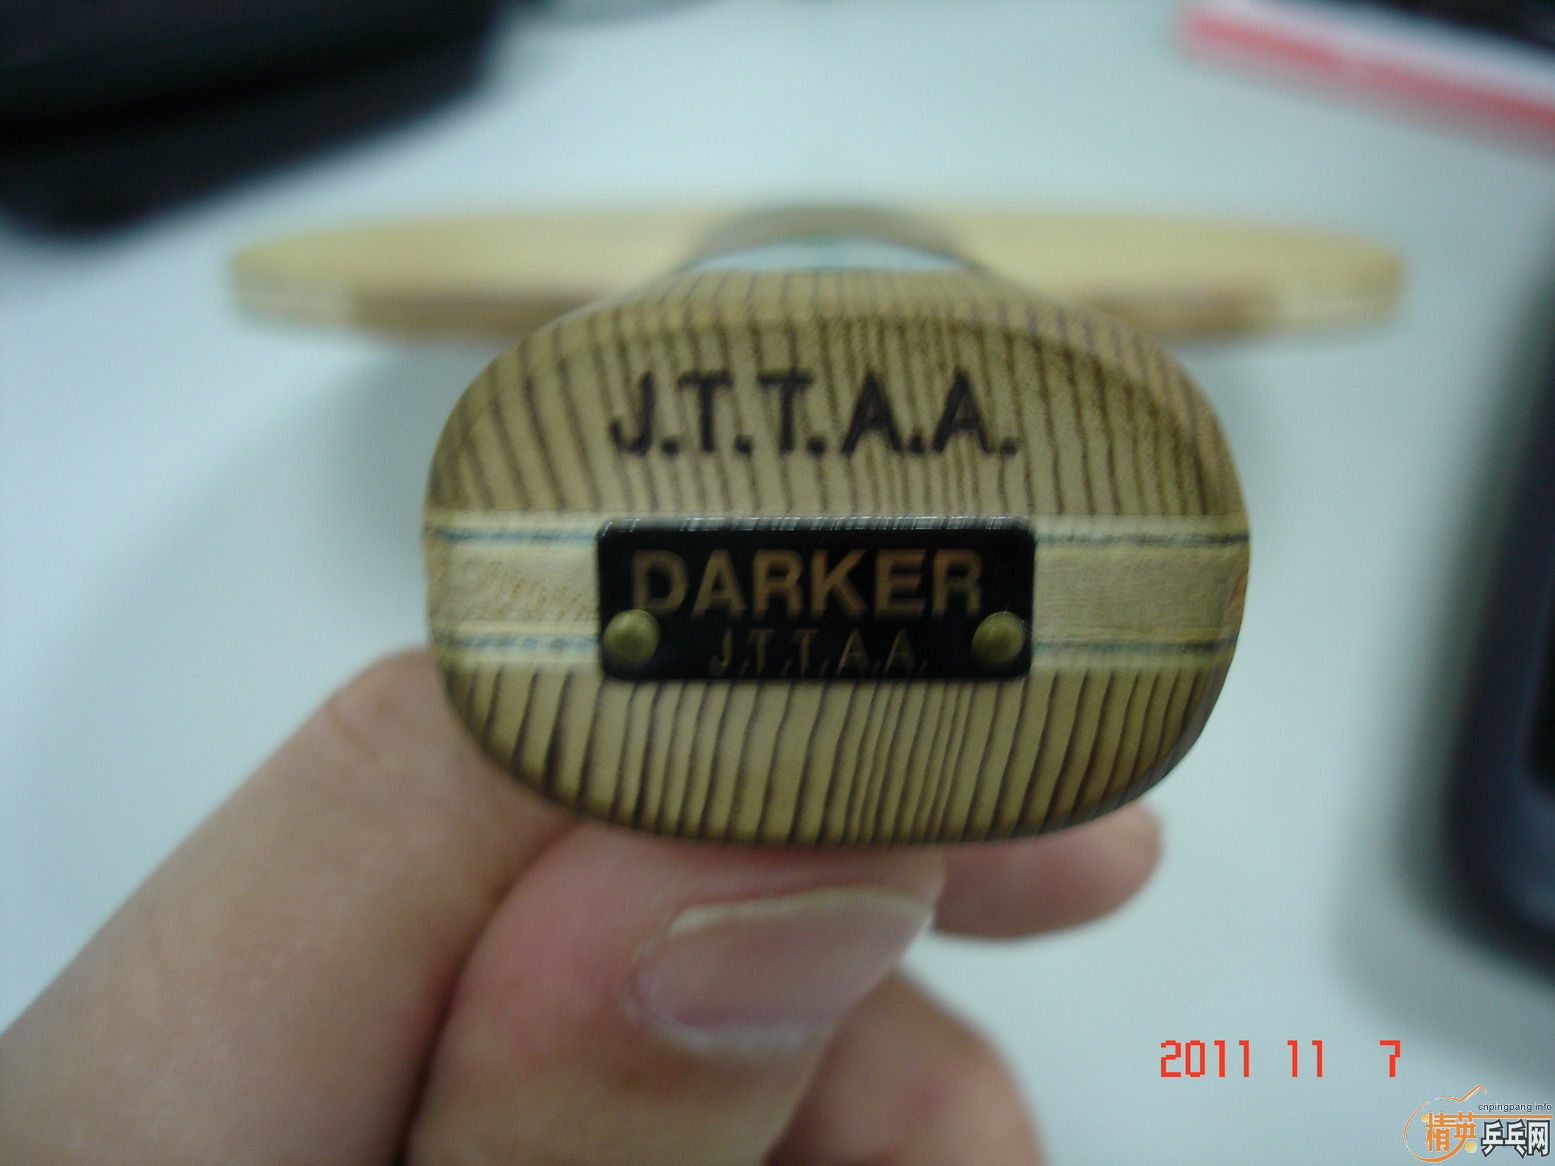 J.T.T.A.A.
DARKER
J.T.T.A.A.
2011 11 7
cnpingpang.info
精英乒乓网